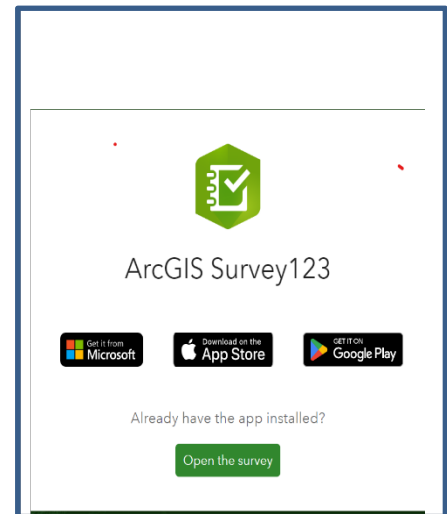 ArcGIS Survey123
Get it from
Microsoft
Download on the
App Store
GET IT ON
Google Play
Already have the app installed?
Open the survey